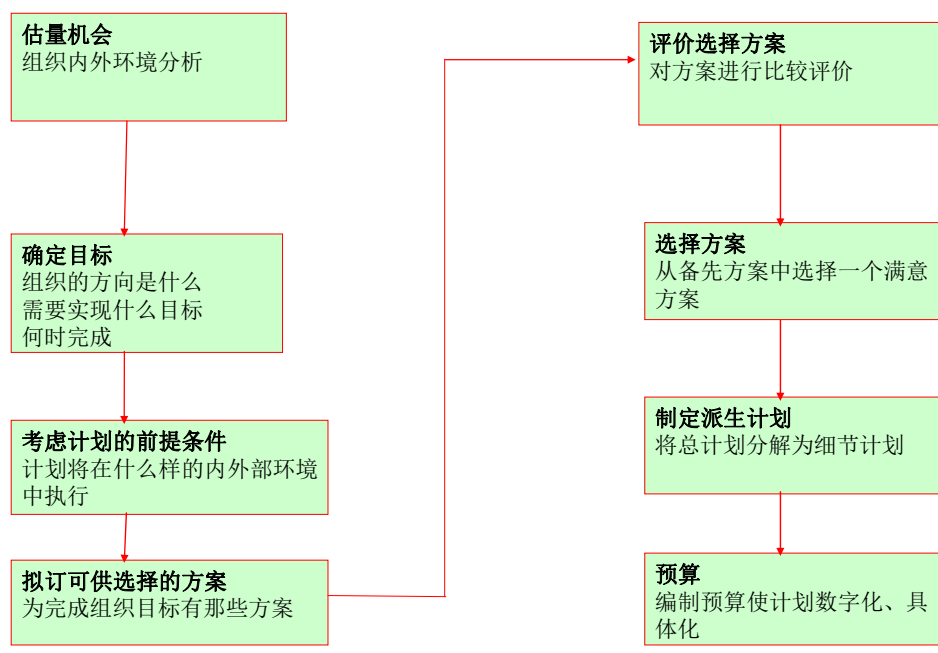 估量机会
组织内外环境分析
确定目标
组织的方向是什么
需要实现什么目标
何时完成
考虑计划的前提条件
计划将在什么样的内外部环境
中执行
拟订可供选择的方案
为完成组织目标有那些方案
评价选择方案
对方案进行比较评价
选择方案
从备先方案中选择一个满意
方案
制定派生计划
将总计划分解为细节计划
预算
编制预算使计划数字化、具
体化